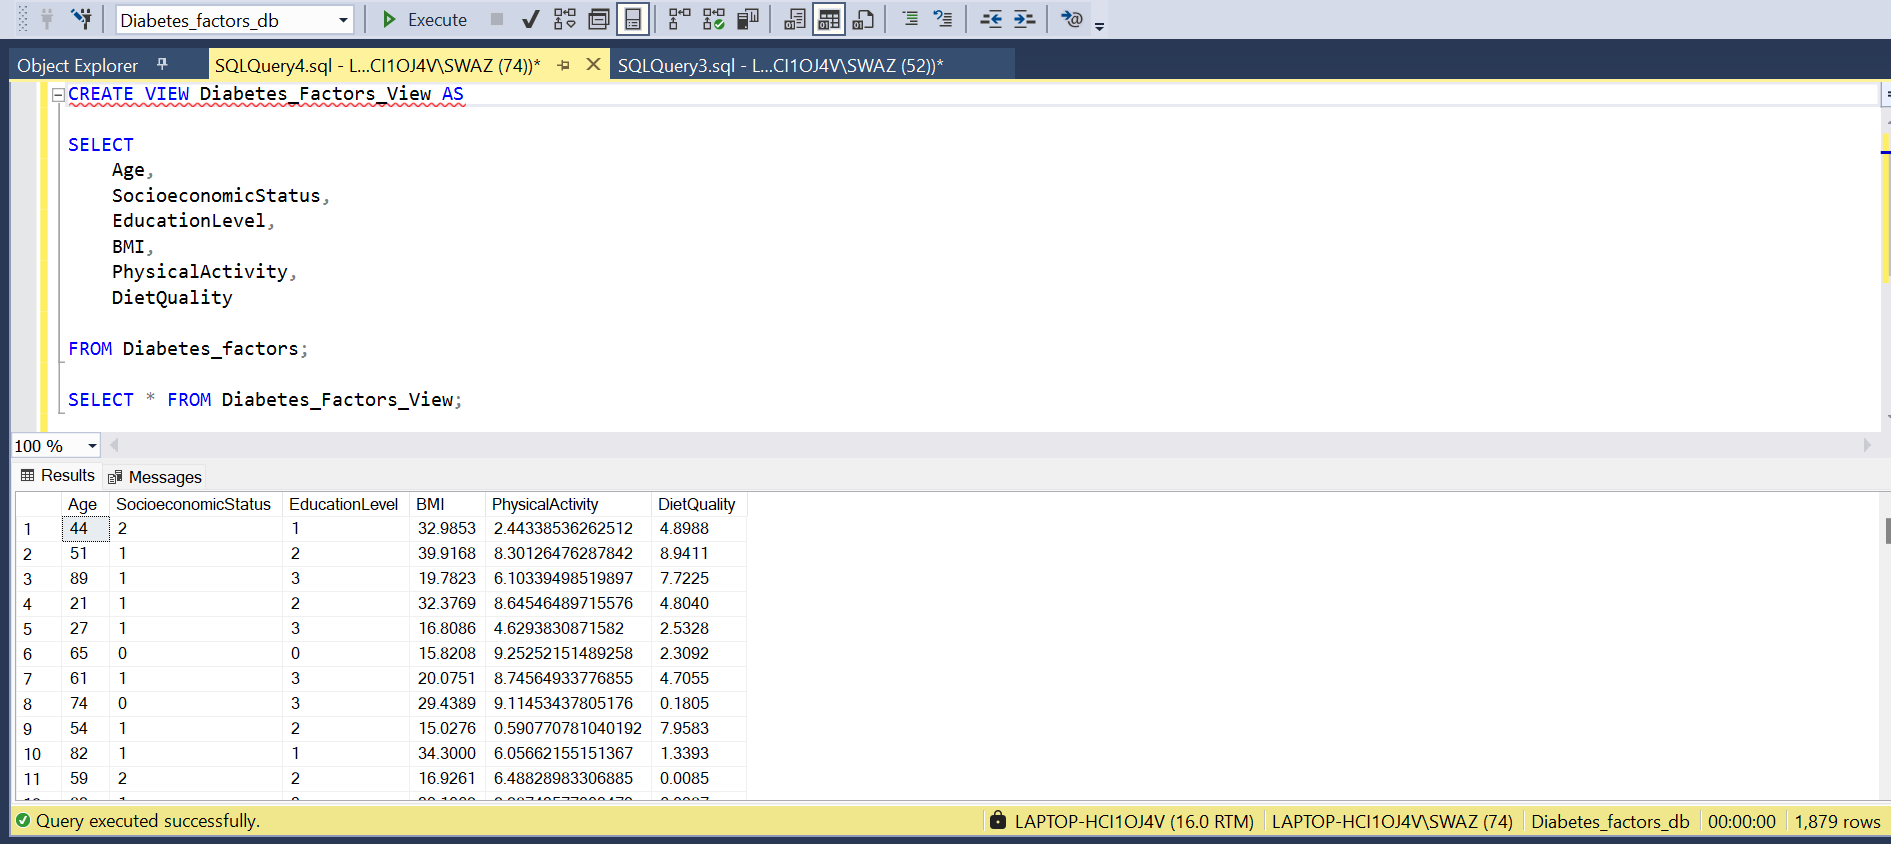 Diabetes_factors_db
Execute
Object Explorer
SQLQuery4.sql - L...CI1OJ4V\SWAZ (74))*
SQLQuery3.sql - L...CI1OJ4V\SWAZ (52))*
CREATE VIEW Diabetes_Factors_View AS
SELECT
Age,
SocioeconomicStatus,
EducationLevel,
BMI,
PhysicalActivity,
DietQuality
FROM Diabetes_factors;
SELECT * FROM Diabetes_Factors_View;
100 %
Results Messages
Age SocioeconomicStatus EducationLevel BMI PhysicalActivity DietQuality
1 44 2 1 32.9853 2.44338536262512 4.8988
2 51 1 2 39.9168 8.30126476287842 8.9411
3 89 1 3 19.7823 6.10339498519897 7.7225
4 21 1 2 32.3769 8.64546489715576 4.8040
5 27 1 3 16.8086 4.6293830871582 2.5328
6 65 0 0 15.8208 9.25252151489258 2.3092
7 61 1 3 20.0751 8.74564933776855 4.7055
8 74 0 3 29.4389 9.11453437805176 0.1805
9 54 1 2 15.0276 0.590770781040192 7.9583
10 82 1 1 34.3000 6.05662155151367 1.3393
11 59 2 2 16.9261 6.48828983306885 0.0085
Query executed successfully.
LAPTOP-HCI1OJ4V (16.0 RTM)
LAPTOP-HCI1OJ4V\SWAZ (74)
Diabetes_factors_db
00:00:00
1,879 rows